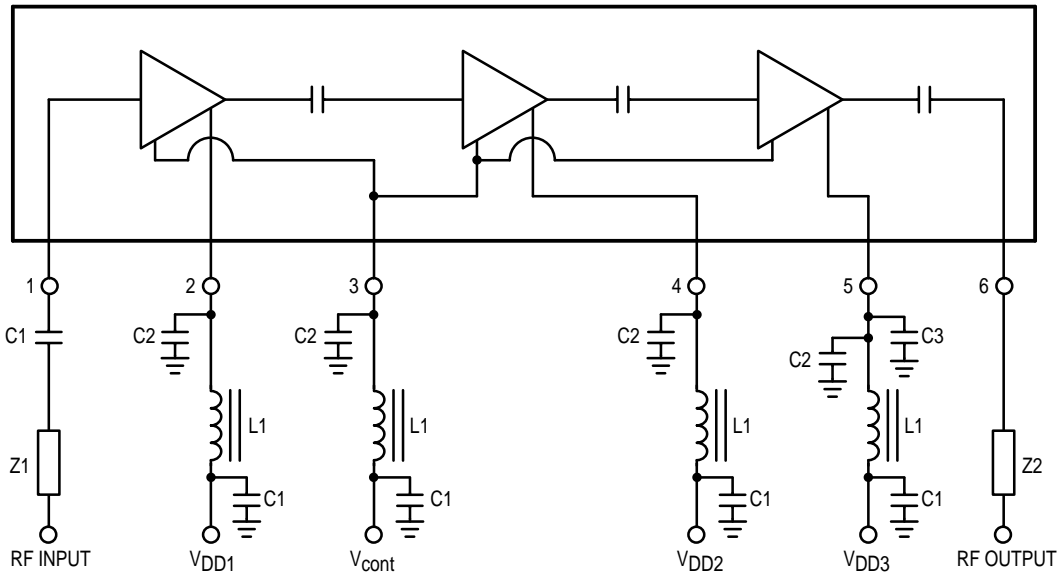 1
2
3
4
5
6
C1
C2
C2
C2
C2
C3
Z1
L1
L1
L1
L1
Z2
C1
C1
C1
C1
RF INPUT
VDD1
Vcont
VDD2
VDD3
RF OUTPUT